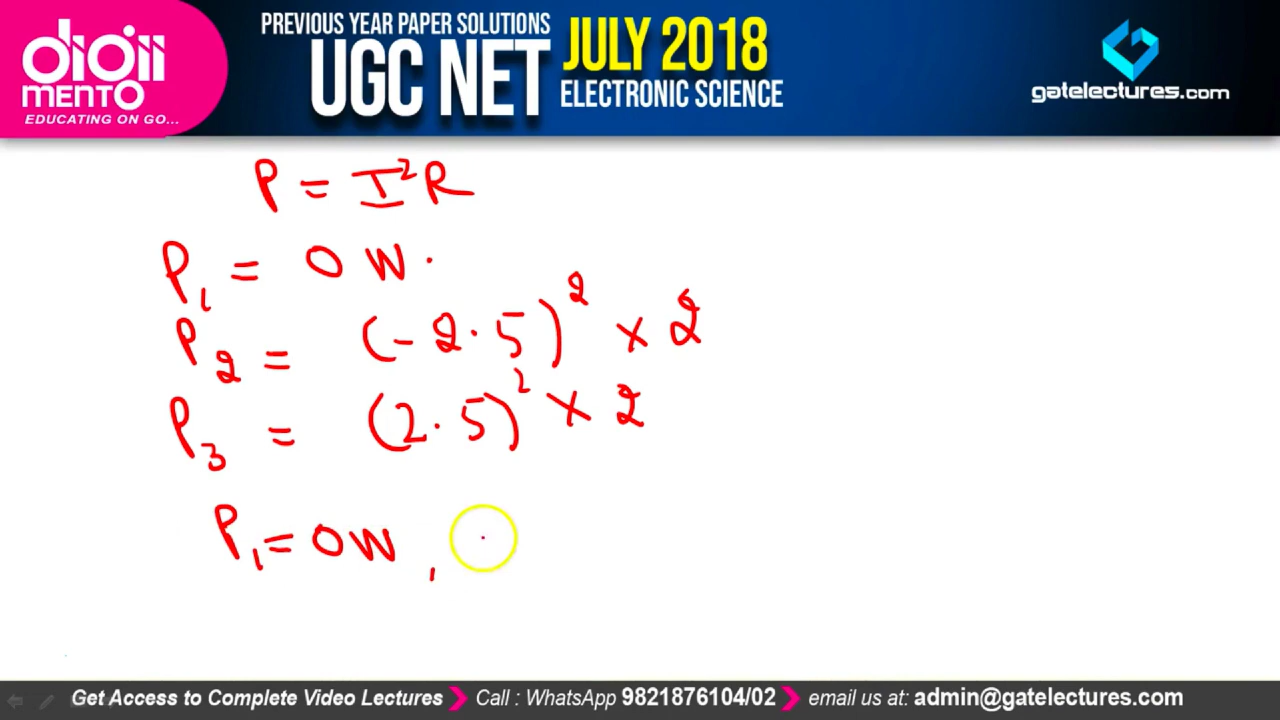 digii
MENTO
EDUCATING ON GO...
PREVIOUS YEAR PAPER SOLUTIONS
UGC NET
JULY 2018
ELECTRONIC SCIENCE
gatelectures.com
P = I²R
P₁ = 0 W.
P₂ = (-2.5)² × 2
P₃ = (2.5)² × 2
P₁ = 0W ,
Get Access to Complete Video Lectures
Call : WhatsApp 9821876104/02
email us at: admin@gatelectures.com